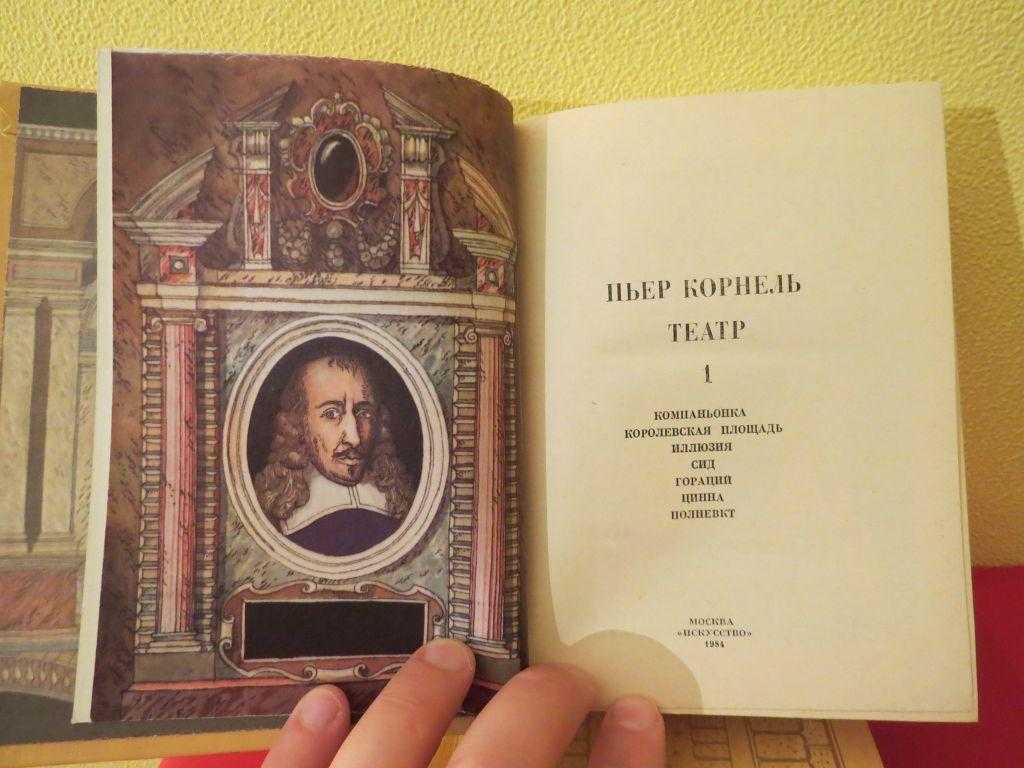 ПЬЕР КОРНЕЛЬ
ТЕАТР
1
КОМПАНЬОНКА
КОРОЛЕВСКАЯ ПЛОЩАДЬ
ИЛЛЮЗИЯ
СИД
ГОРАЦИЙ
ЦИННА
ПОЛИЕВКТ
МОСКВА
«ИСКУССТВО»
1984